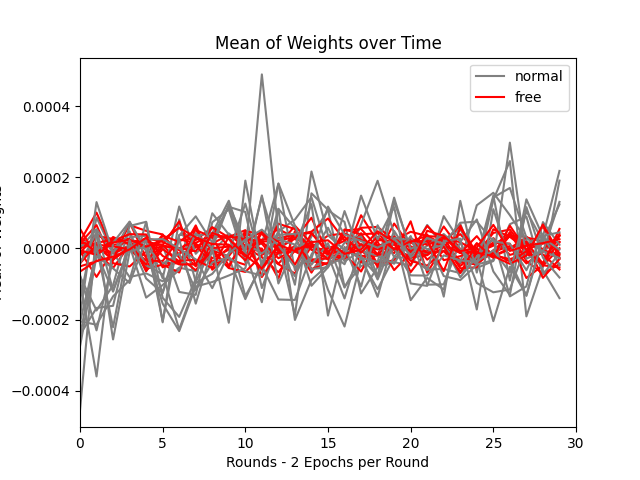 Mean of Weights over Time
normal
free
0.0004
0.0002
0.0000
−0.0002
−0.0004
0 5 10 15 20 25 30
Rounds - 2 Epochs per Round